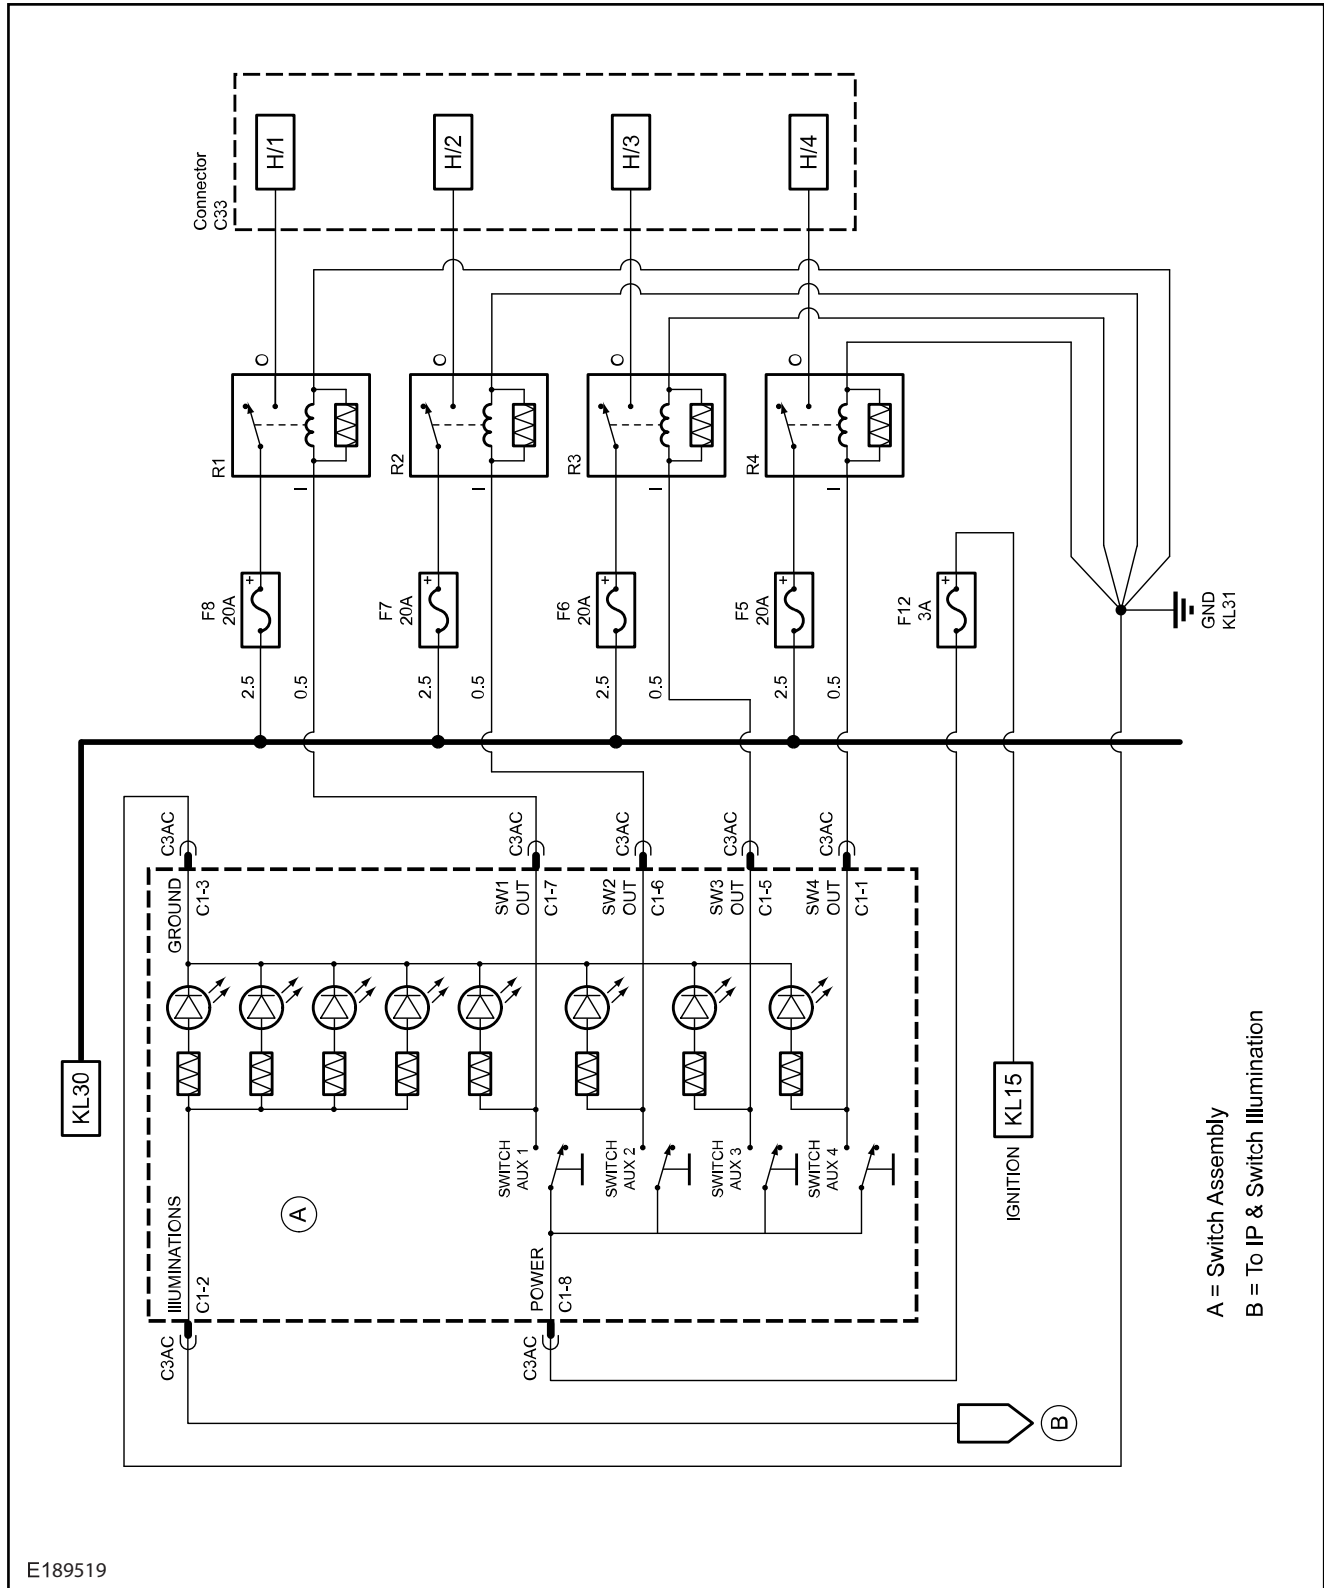 Connector
C33
H/1
H/2
H/3
H/4
R1
O
I
R2
O
I
R3
O
I
R4
O
I
F8
20A
F7
20A
F6
20A
F5
20A
F12
3A
2.5
0.5
2.5
0.5
2.5
0.5
2.5
0.5
GND
KL31
KL30
C3AC
C3AC
C3AC
C3AC
C3AC
GROUND
C1-3
SW1
OUT
C1-7
SW2
OUT
C1-6
SW3
OUT
C1-5
SW4
OUT
C1-1
SWITCH
AUX 1
SWITCH
AUX 2
SWITCH
AUX 3
SWITCH
AUX 4
A
ILLUMINATIONS
C1-2
POWER
C1-8
C3AC
C3AC
IGNITION
KL15
B
A = Switch Assembly
B = To IP & Switch Illumination
E189519